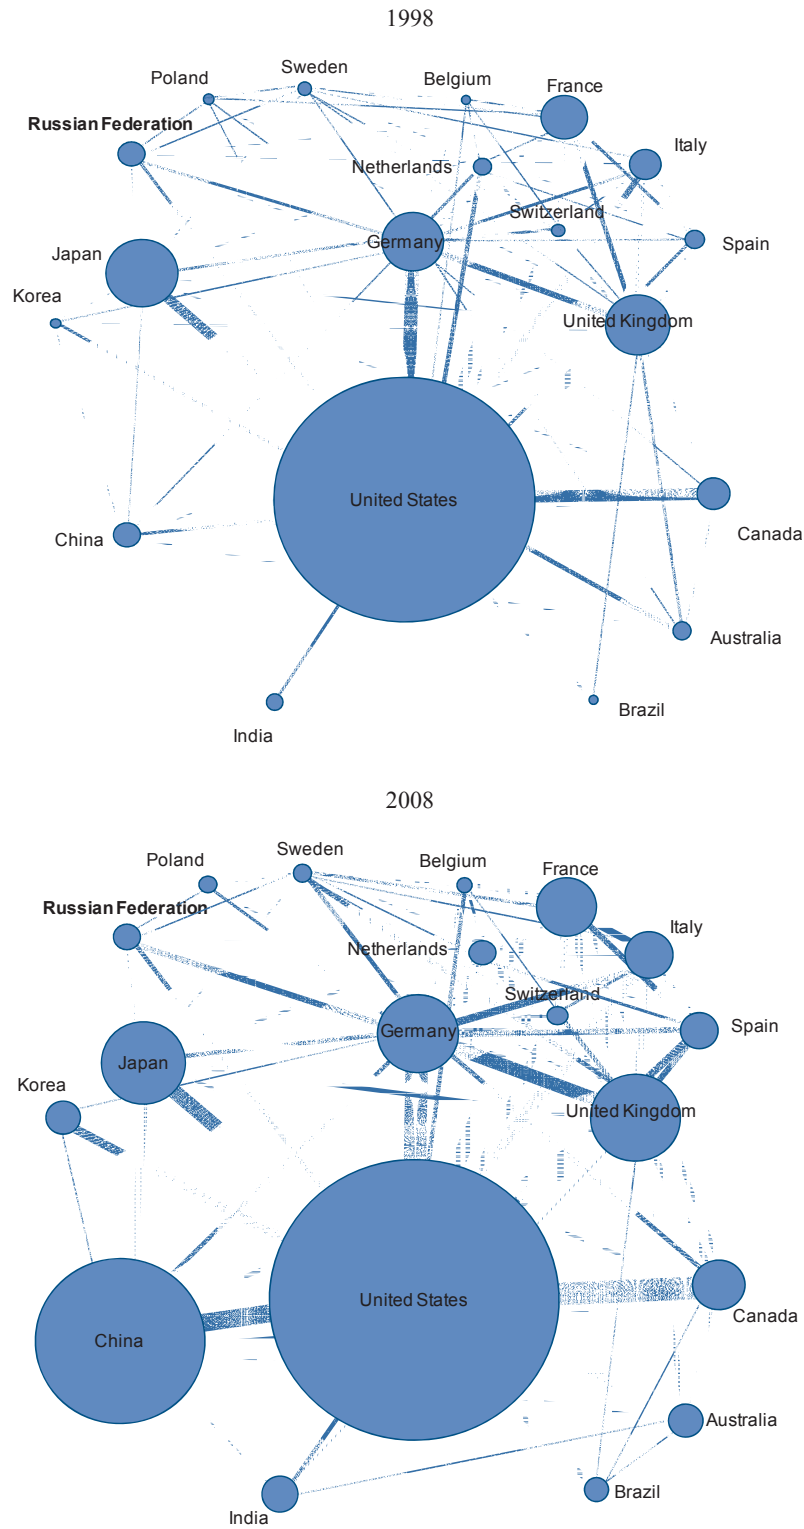 1998
Poland
Sweden
Belgium
France
Russian Federation
Italy
Netherlands
Switzerland
Germany
Spain
Japan
Korea
United Kingdom
United States
China
Canada
Australia
India
Brazil
2008
Poland
Sweden
Belgium
France
Russian Federation
Italy
Netherlands
Switzerland
Germany
Spain
Japan
Korea
United Kingdom
United States
China
Canada
Australia
India
Brazil